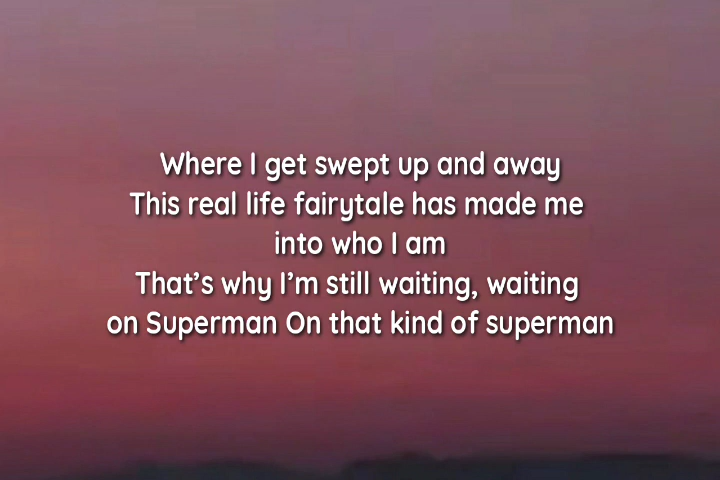 Where I get swept up and away
This real life fairytale has made me
into who I am
That’s why I’m still waiting, waiting
on Superman On that kind of superman